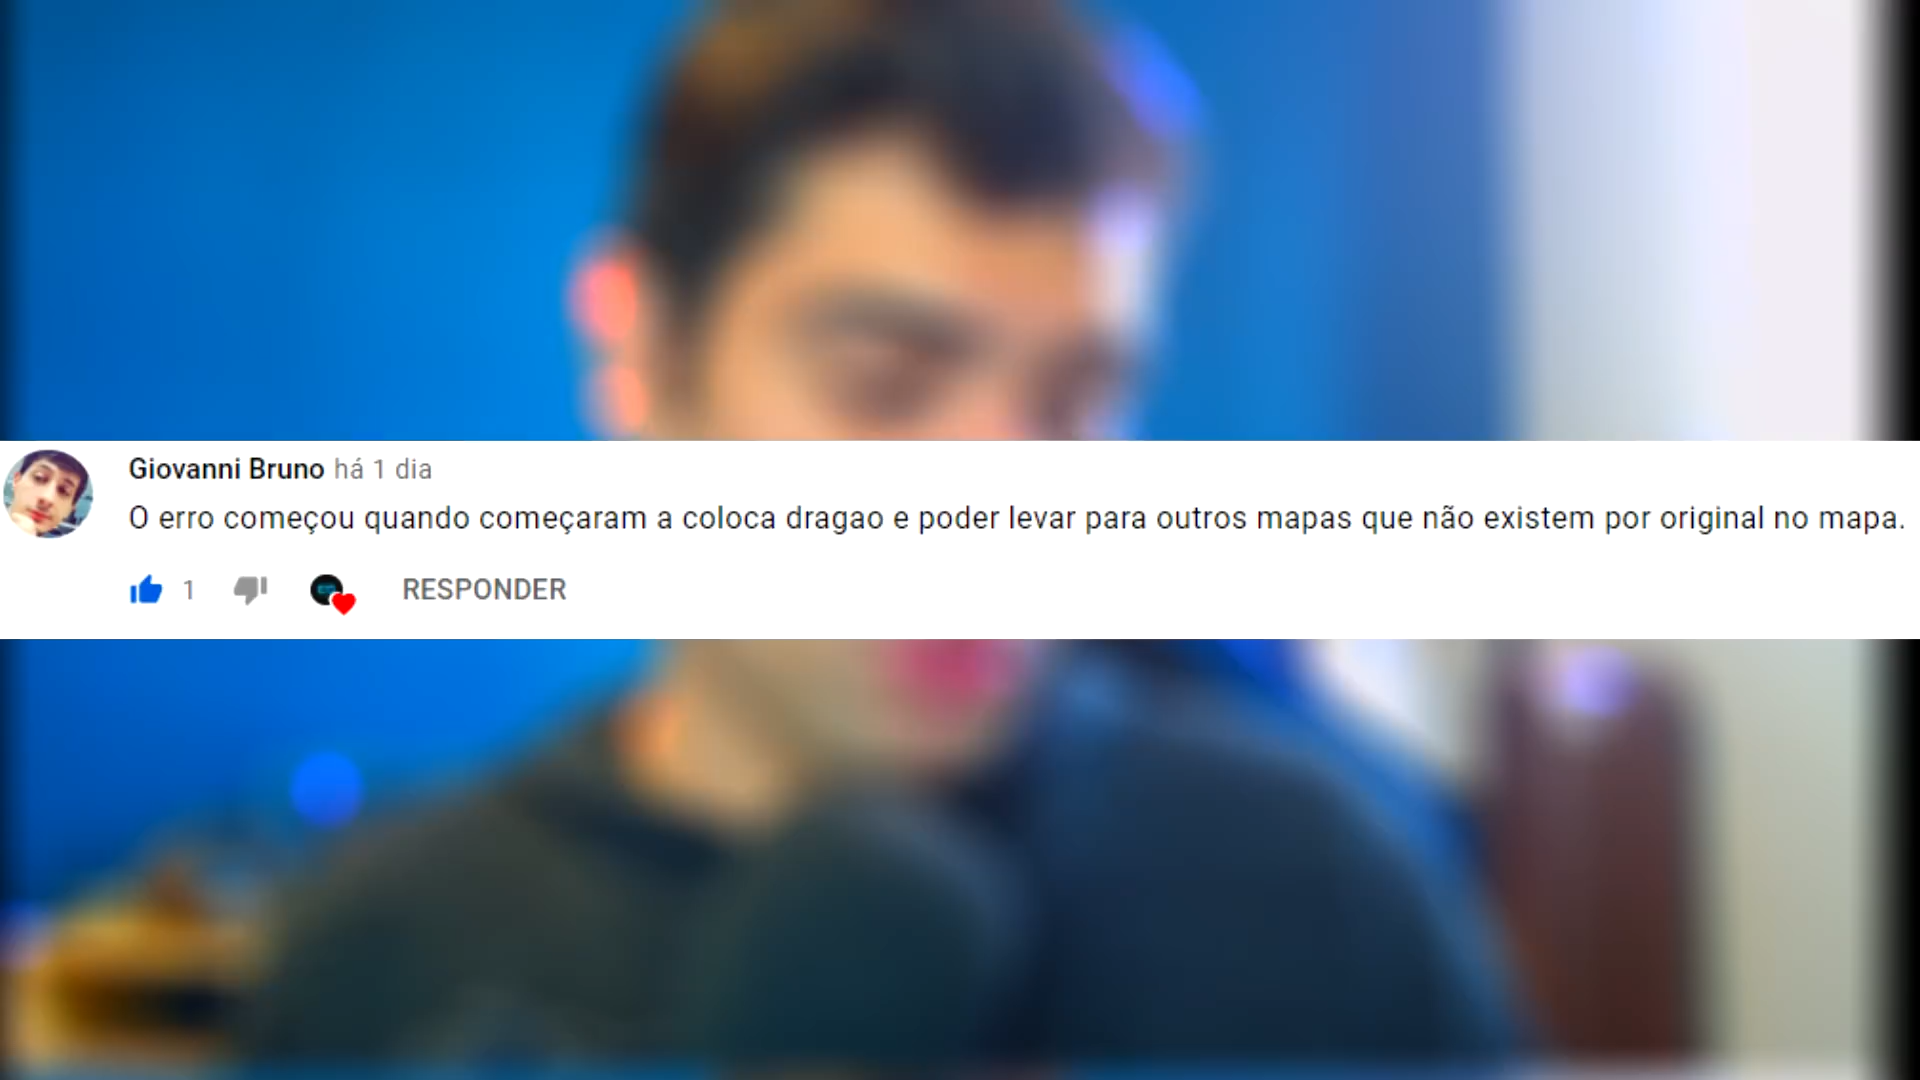 Giovanni Bruno há 1 dia
O erro começou quando começaram a coloca dragao e poder levar para outros mapas que não existem por original no mapa.
1 RESPONDER